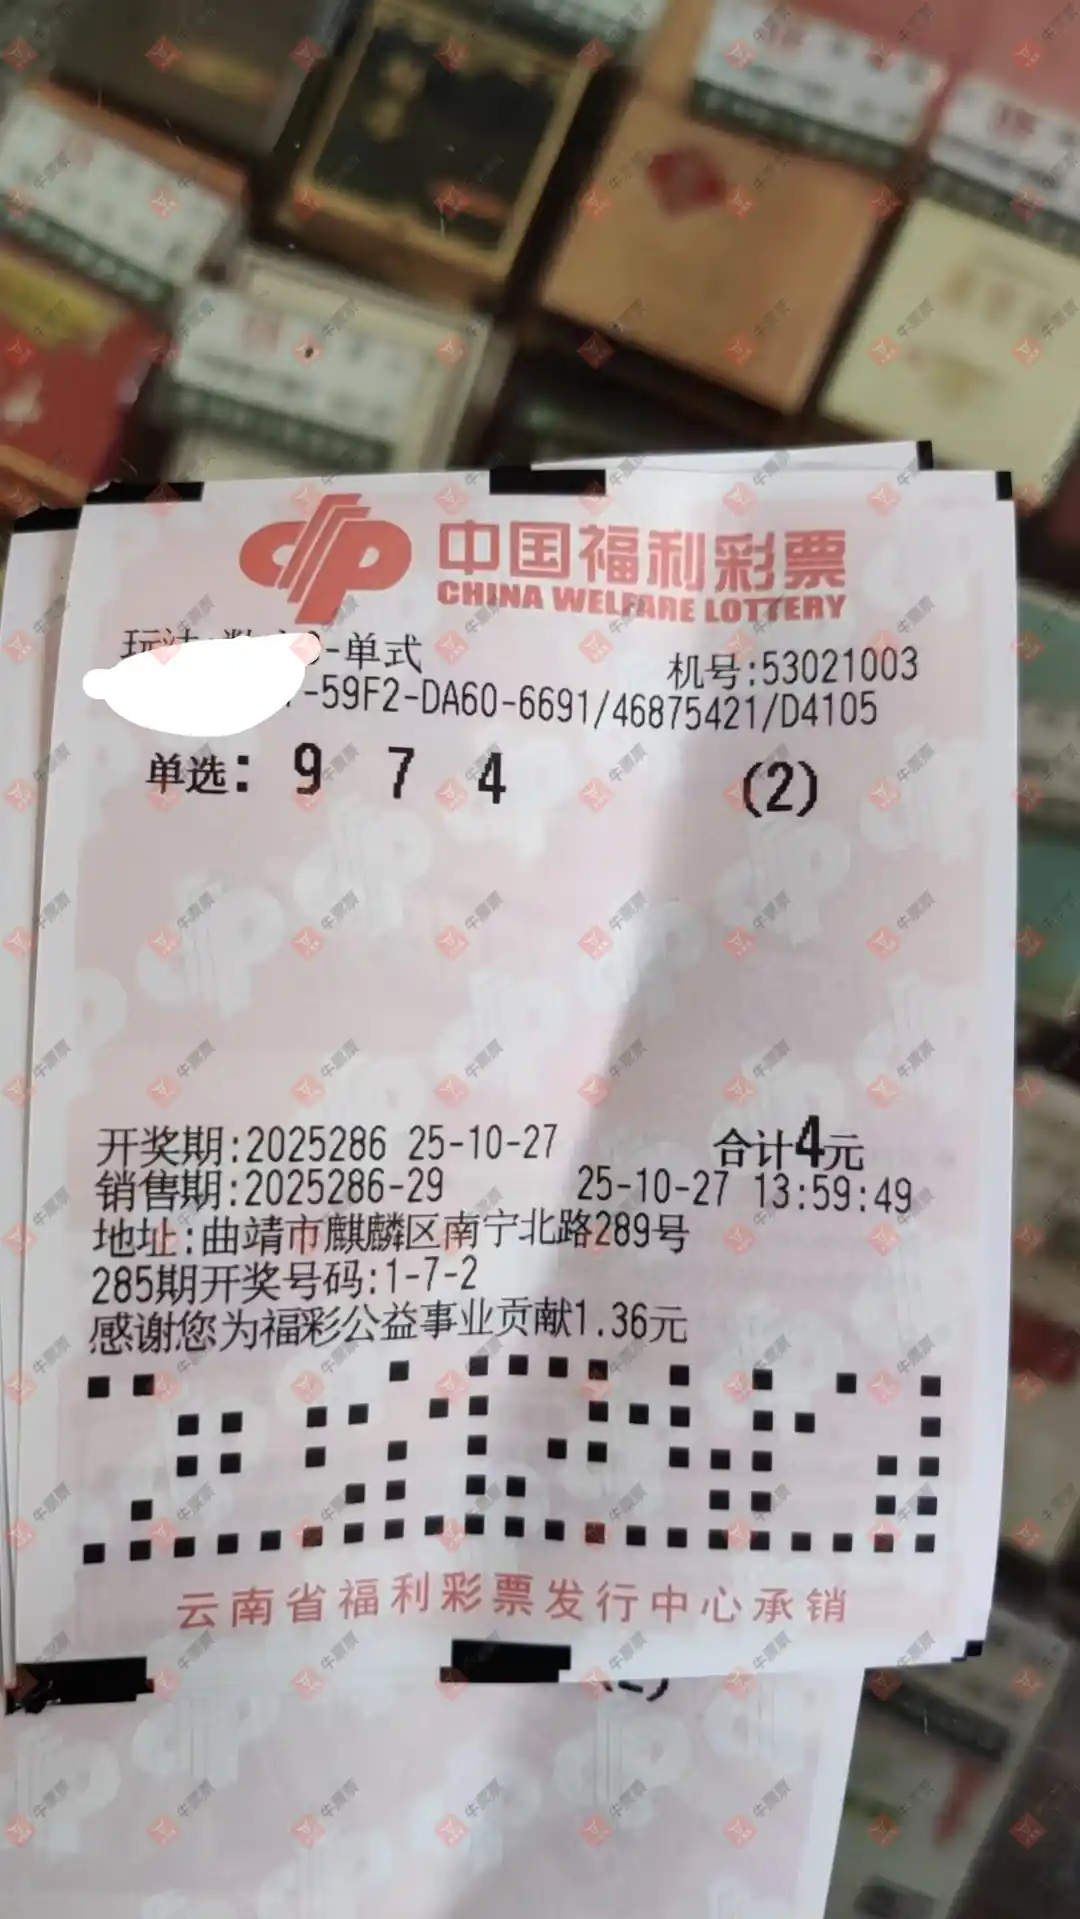 中国福利彩票
CHINA WELFARE LOTTERY
-单式
机号:53021003
-59F2-DA60-6691/46875421/D4105
单选: 9 7 4 (2)
开奖期:2025286 25-10-27 合计4元
销售期:2025286-29 25-10-27 13:59:49
地址:曲靖市麒麟区南宁北路289号
285期开奖号码:1-7-2
感谢您为福彩公益事业贡献1.36元
云南省福利彩票发行中心承销
牛票票